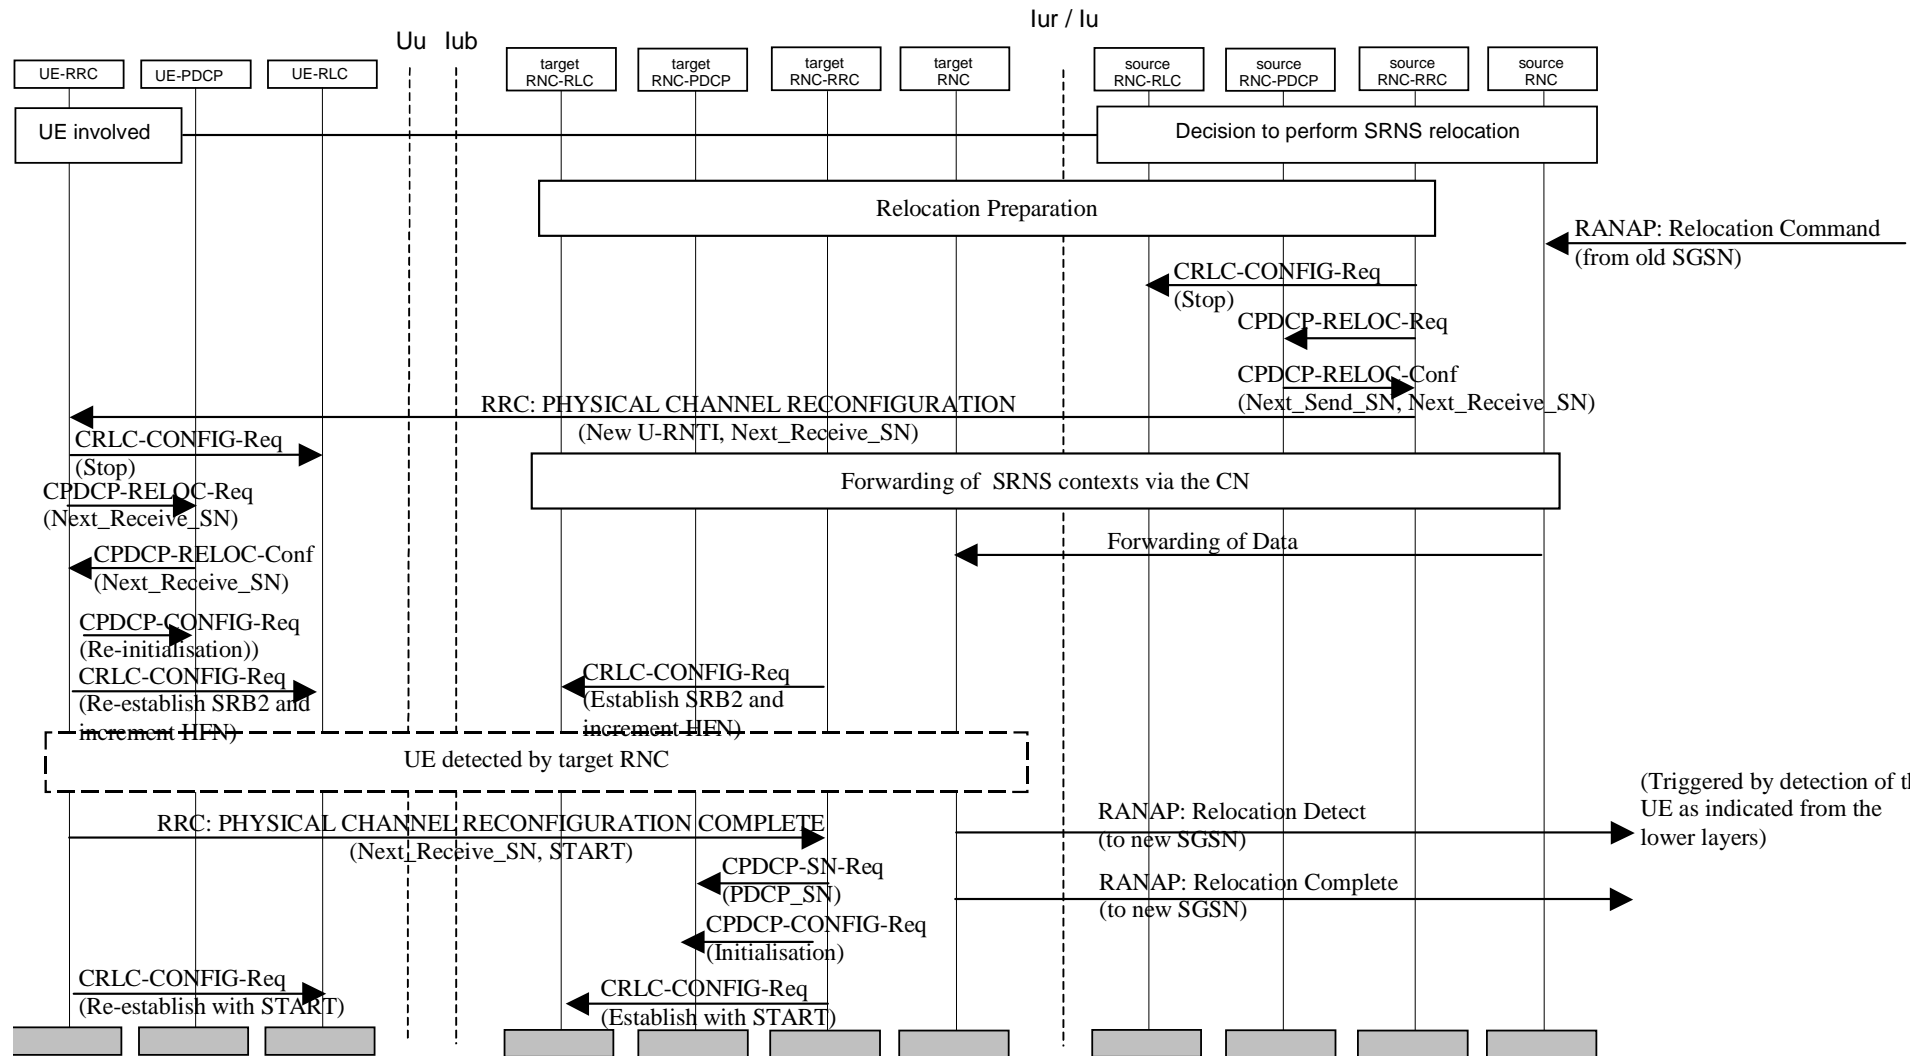 Iur / Iu
Uu
Iub
UE-RRC
UE-PDCP
UE-RLC
target
RNC-RLC
target
RNC-PDCP
target
RNC-RRC
target
RNC
source
RNC-RLC
source
RNC-PDCP
source
RNC-RRC
source
RNC
UE involved
Decision to perform SRNS relocation
Relocation Preparation
RANAP: Relocation Command
(from old SGSN)
CRLC-CONFIG-Req
(Stop)
CPDCP-RELOC-Req
CPDCP-RELOC-Conf
(Next_Send_SN, Next_Receive_SN)
RRC: PHYSICAL CHANNEL RECONFIGURATION
(New U-RNTI, Next_Receive_SN)
CRLC-CONFIG-Req
(Stop)
Forwarding of SRNS contexts via the CN
CPDCP-RELOC-Req
(Next_Receive_SN)
Forwarding of Data
CPDCP-RELOC-Conf
(Next_Receive_SN)
CPDCP-CONFIG-Req
(Re-initialisation))
CRLC-CONFIG-Req
(Re-establish SRB2 and
increment HFN)
CRLC-CONFIG-Req
(Establish SRB2 and
increment HFN)
UE detected by target RNC
(Triggered by detection of th
UE as indicated from the
lower layers)
RRC: PHYSICAL CHANNEL RECONFIGURATION COMPLETE
(Next_Receive_SN, START)
RANAP: Relocation Detect
(to new SGSN)
CPDCP-SN-Req
(PDCP_SN)
RANAP: Relocation Complete
(to new SGSN)
CPDCP-CONFIG-Req
(Initialisation)
CRLC-CONFIG-Req
(Re-establish with START)
CRLC-CONFIG-Req
(Establish with START)